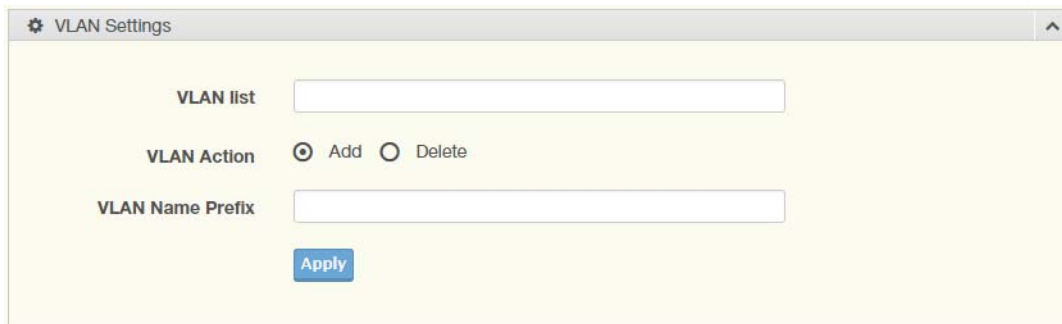 VLAN Settings
VLAN list
VLAN Action Add Delete
VLAN Name Prefix
Apply